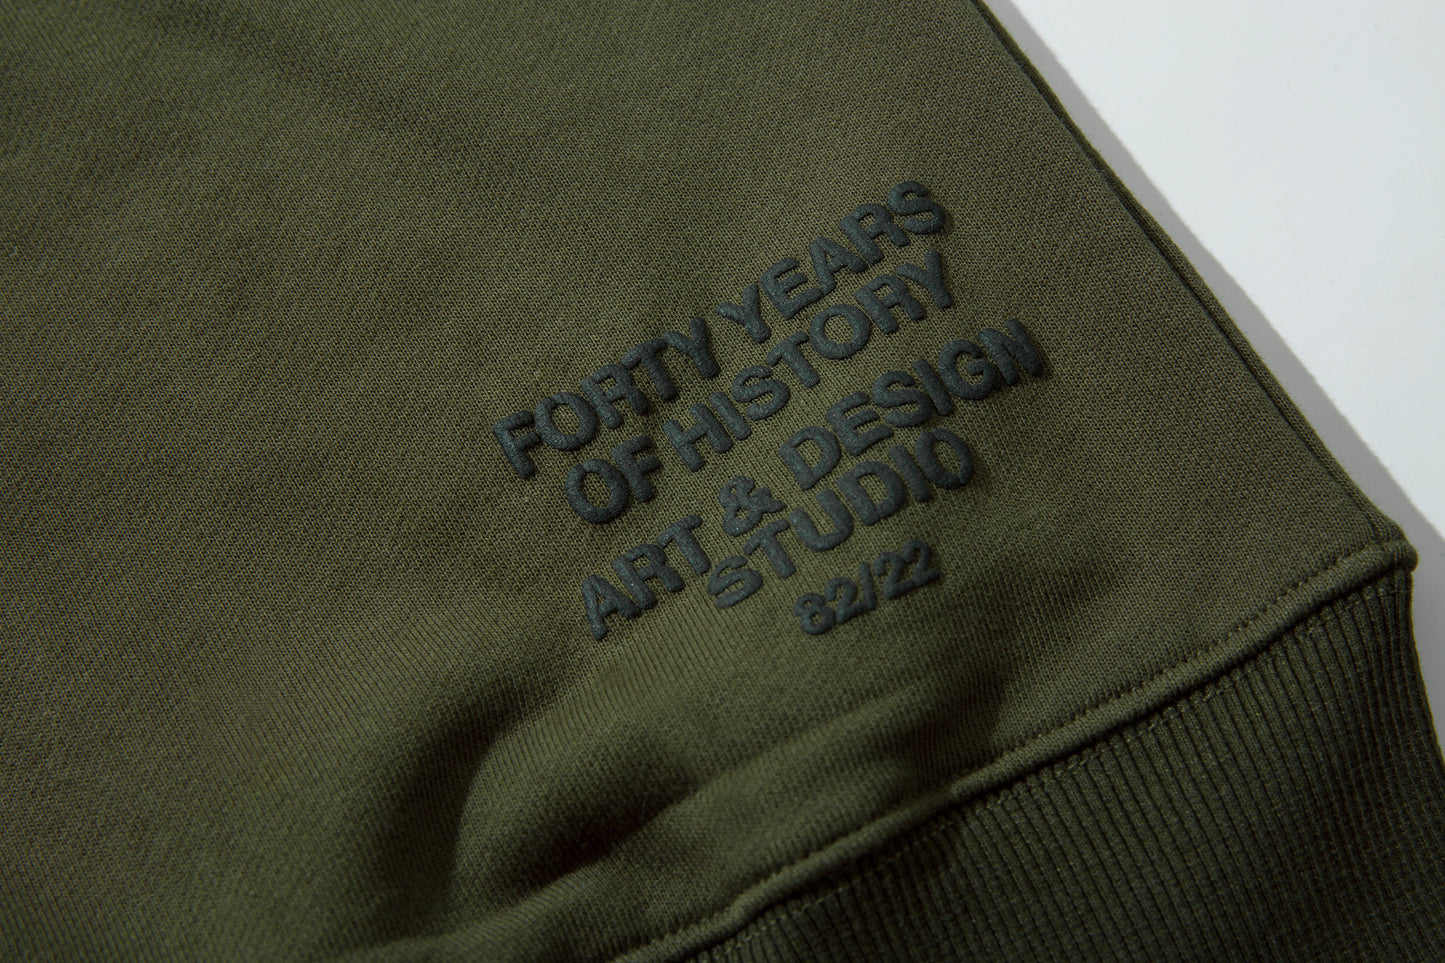 FORTY YEARS
OF HISTORY
ART & DESIGN
STUDIO
82/22